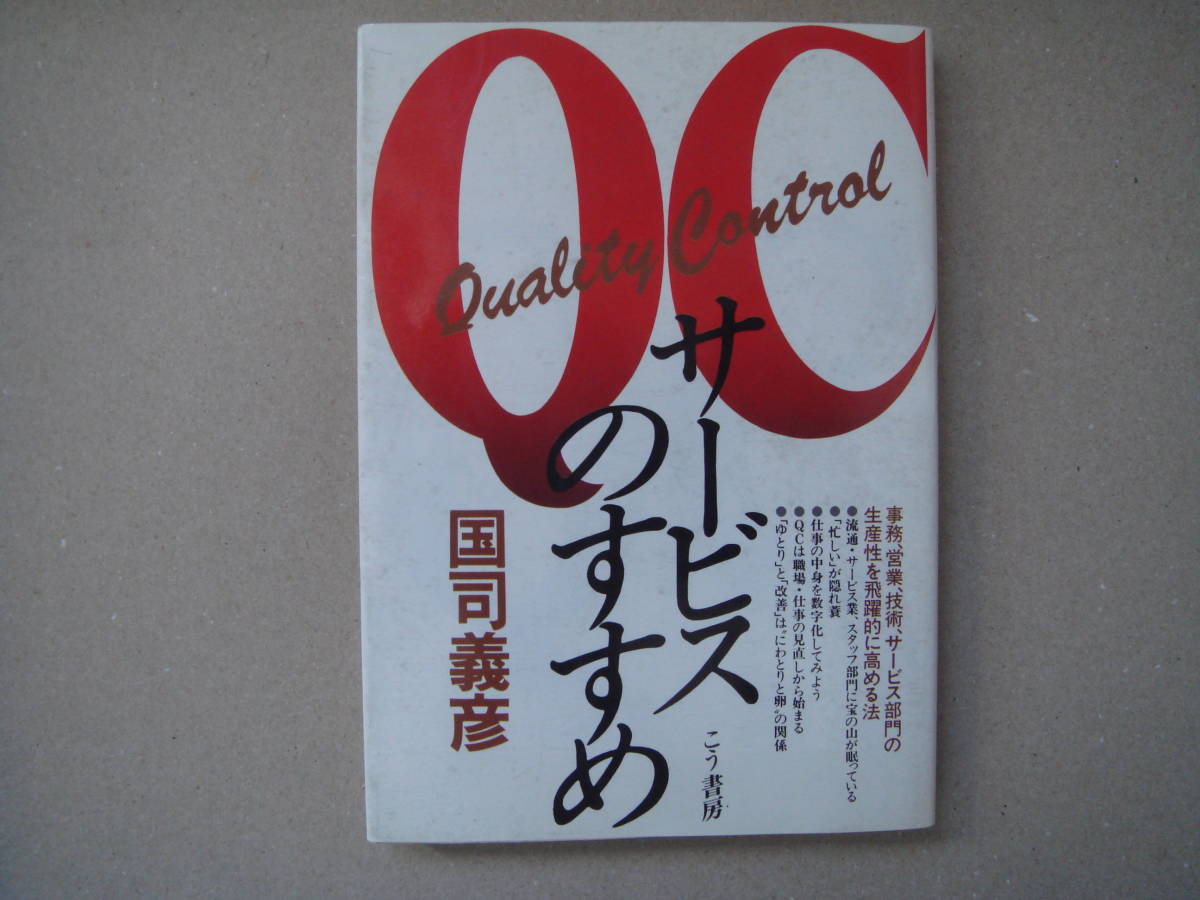 QC
Quality Control
サービス
のすすめ
国司義彦
事務、営業、技術、サービス部門の
生産性を飛躍的に高める法
●流通・サービス業、スタッフ部門に宝の山が眠っている
●「忙しい」が隠れ蓑
●仕事の中身を数字化してみよう
●QCは職場・仕事の見直しから始まる
●「ゆとり」と「改善」は〝にわとりと卵〟の関係
こう書房